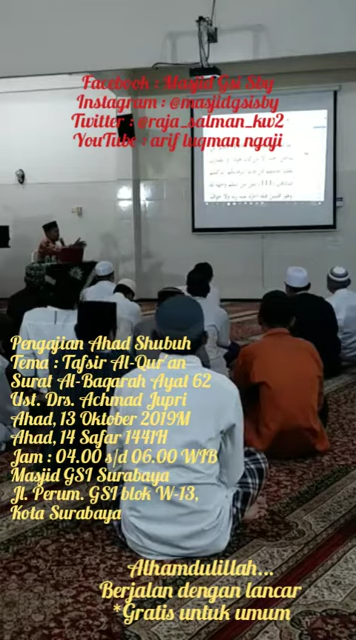 Facebook : Masjid Gsi Sby
Instagram : @masjidgsisby
Twitter : @raja_salman_kw2
YouTube : arif luqman ngaji
Pengajian Ahad Shubuh
Tema : Tafsir Al-Qur'an
Surat Al-Baqarah Ayat 62
Ust. Drs. Achmad Jupri
Ahad, 13 Oktober 2019M
Ahad, 14 Safar 1441H
Jam : 04.00 s/d 06.00 WIB
Masjid GSI Surabaya
Jl. Perum. GSI blok W-13,
Kota Surabaya
Alhamdulillah...
Berjalan dengan lancar
*Gratis untuk umum